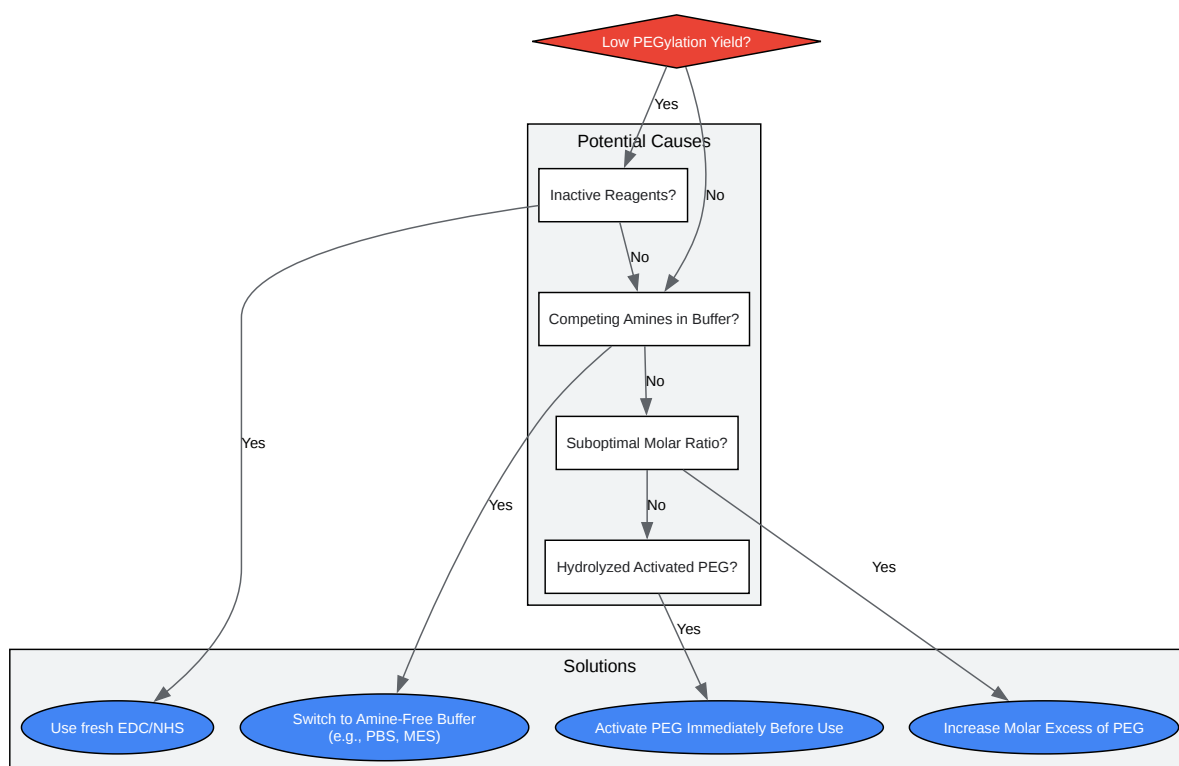 Low PEGylation Yield?
Yes
Potential Causes
Inactive Reagents?
No
No
Competing Amines in Buffer?
No
Yes
Suboptimal Molar Ratio?
Yes
No
Hydrolyzed Activated PEG?
Yes
Yes
Solutions
Use fresh EDC/NHS
Switch to Amine-Free Buffer
(e.g., PBS, MES)
Activate PEG Immediately Before Use
Increase Molar Excess of PEG